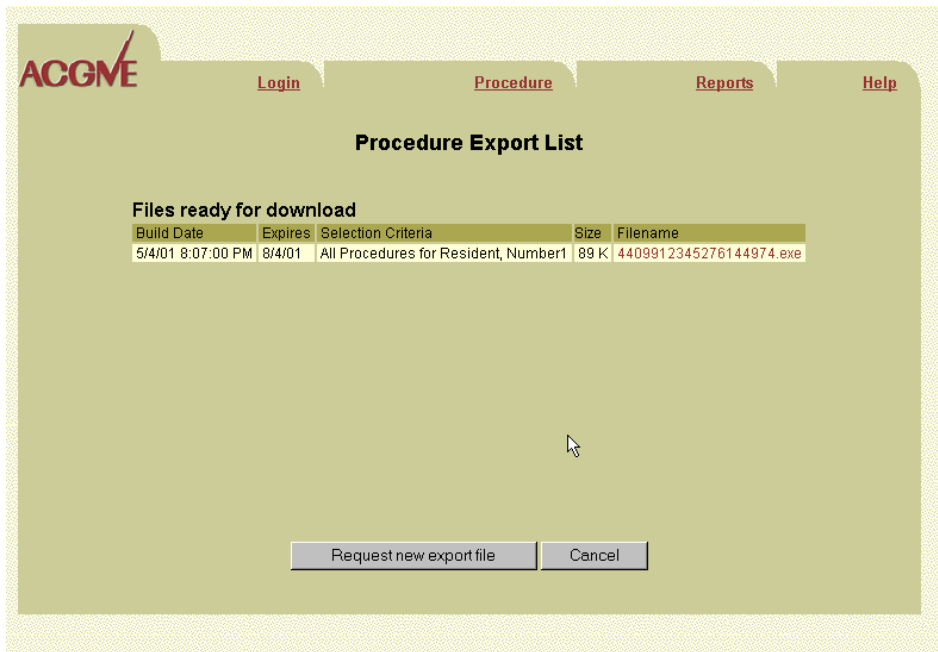 ACGME
Login Procedure Reports Help
Procedure Export List
Files ready for download
Build Date Expires Selection Criteria Size Filename
5/4/01 8:07:00 PM 8/4/01 All Procedures for Resident, Number1 89 K 4409912345276144974.exe
Request new export file Cancel